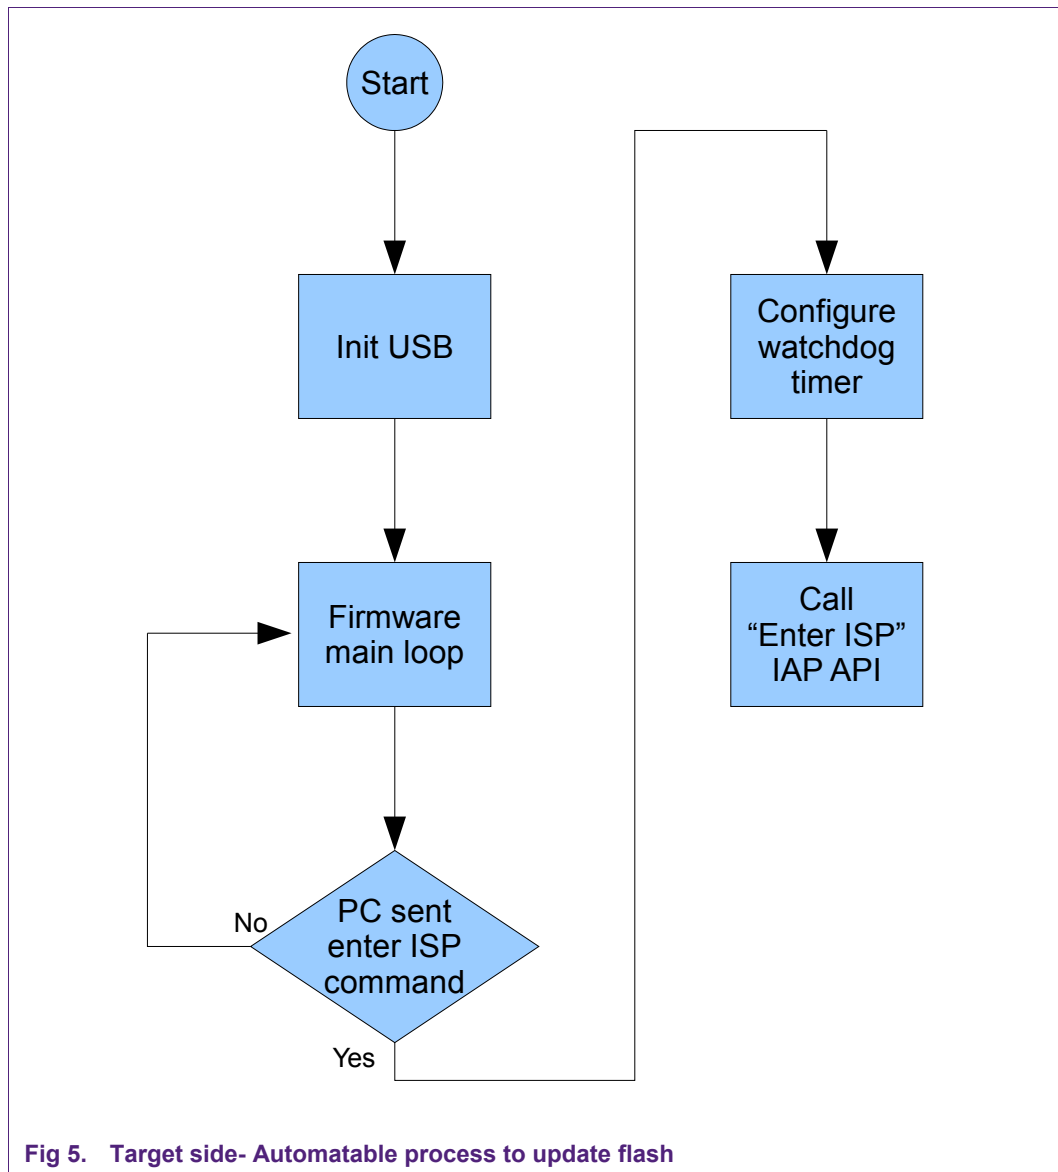 Start
Init USB
Firmware
main loop
PC sent
enter ISP
command
No
Yes
Configure
watchdog
timer
Call
“Enter ISP”
IAP API
Fig 5. Target side- Automatable process to update flash